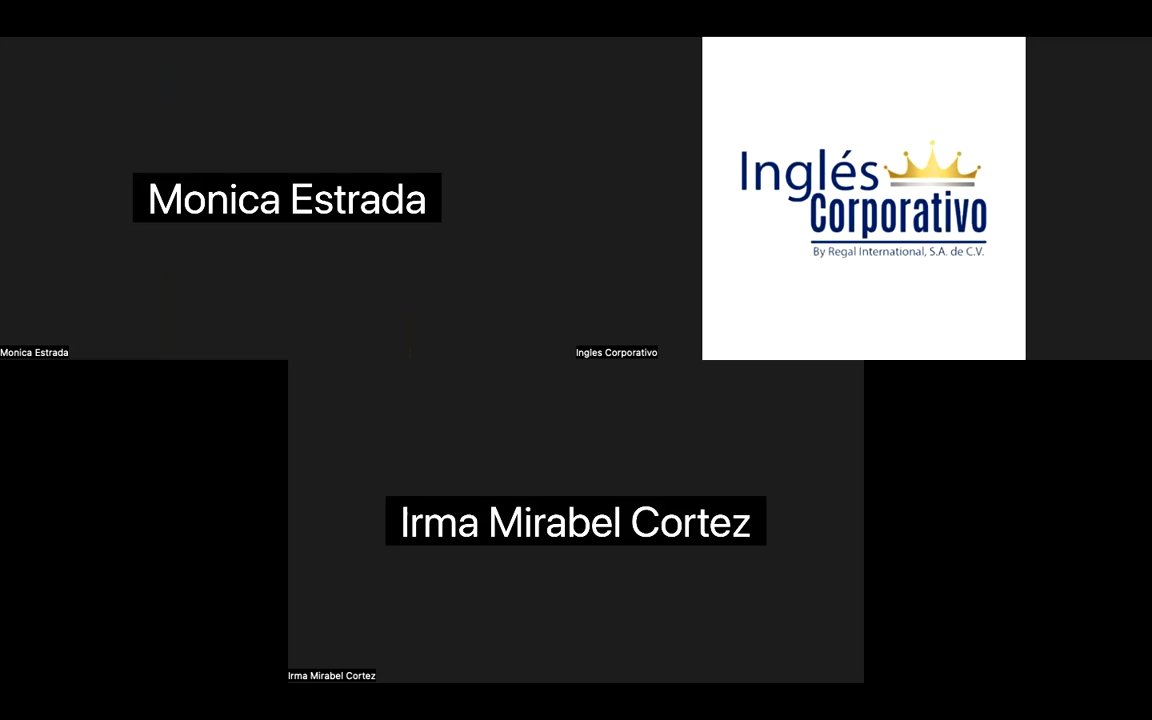 Monica Estrada
Inglés
Corporativo
By Regal International, S.A. de C.V.
Monica Estrada
Ingles Corporativo
Irma Mirabel Cortez
Irma Mirabel Cortez